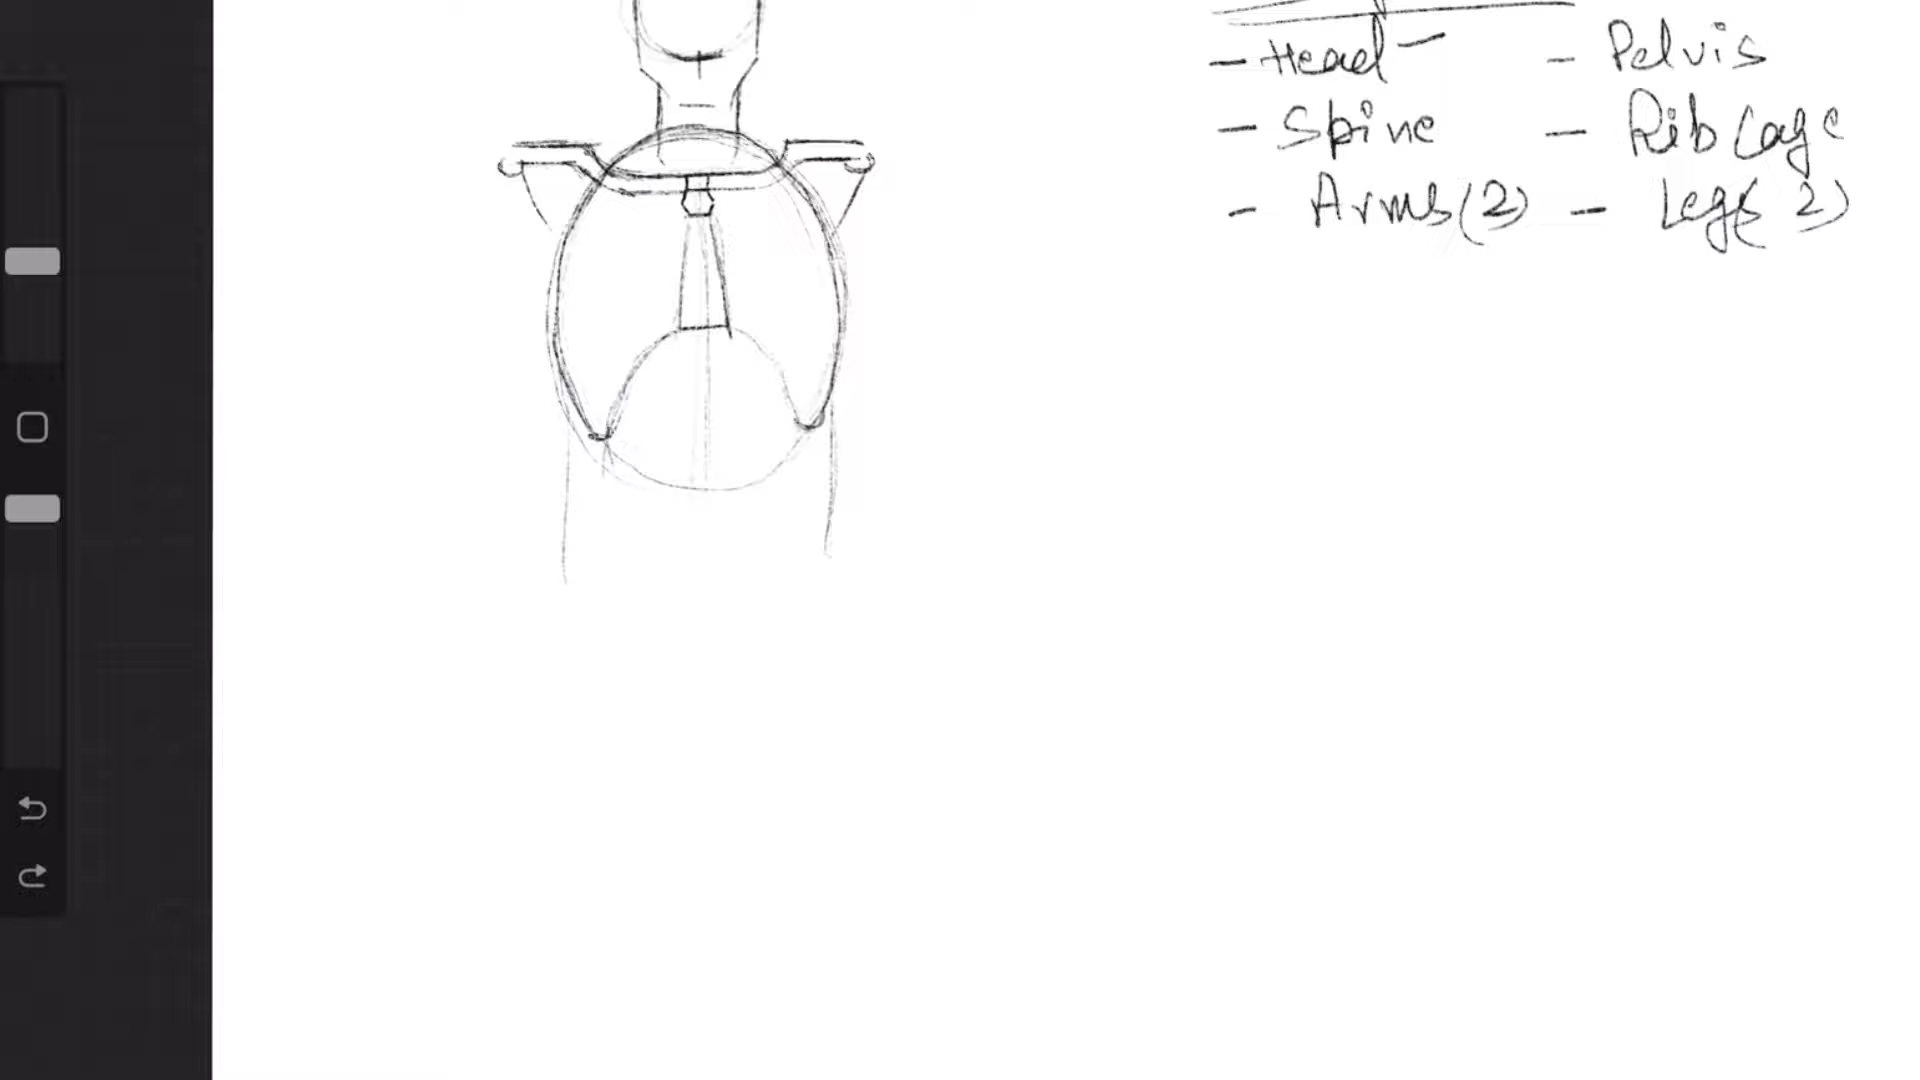 - Head - - Pelvis
- Spine - Rib Cage
- Arms (2) - Legs (2)